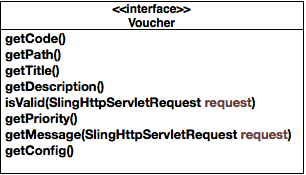 <<interface>>
Voucher
getCode()
getPath()
getTitle()
getDescription()
isValid(SlingHttpServletRequest request)
getPriority()
getMessage(SlingHttpServletRequest request)
getConfig()